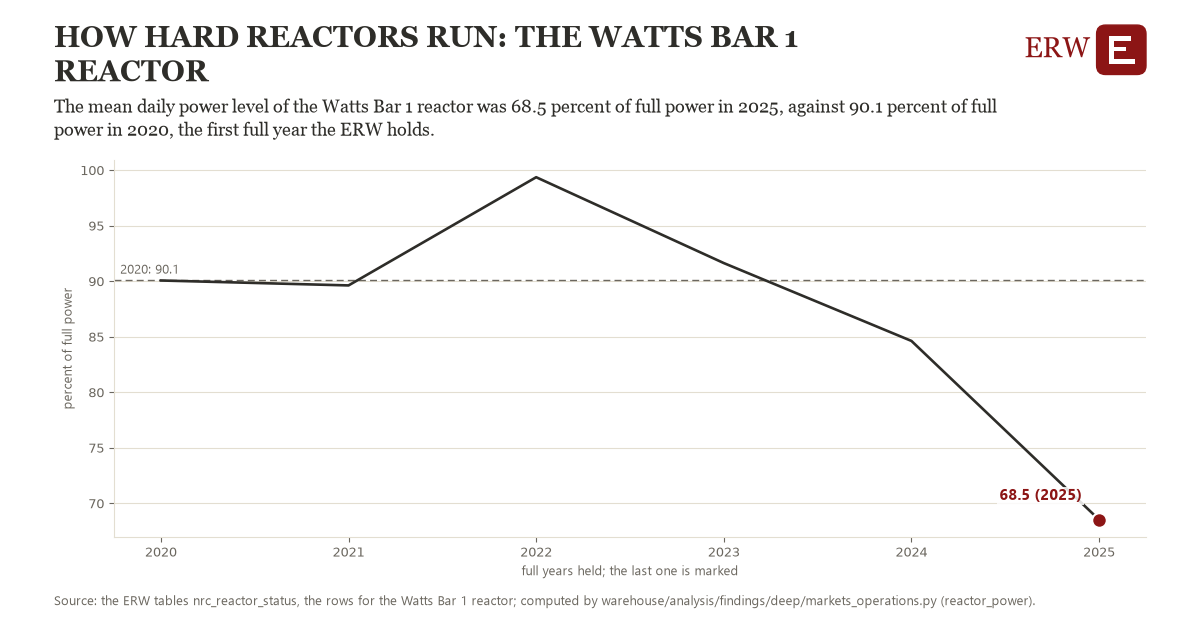 HOW HARD REACTORS RUN: THE WATTS BAR 1
REACTOR
ERW E
The mean daily power level of the Watts Bar 1 reactor was 68.5 percent of full power in 2025, against 90.1 percent of full
power in 2020, the first full year the ERW holds.
100
95
90
85
80
75
70
percent of full power
2020: 90.1
68.5 (2025)
2020 2021 2022 2023 2024 2025
full years held; the last one is marked
Source: the ERW tables nrc_reactor_status, the rows for the Watts Bar 1 reactor; computed by warehouse/analysis/findings/deep/markets_operations.py (reactor_power).